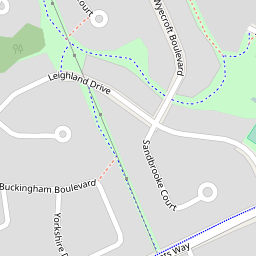 Court
Wyecroft Boulevard
Leighland Drive
Sandbrooke Court
Buckingham Boulevard
Yorkshire
Way